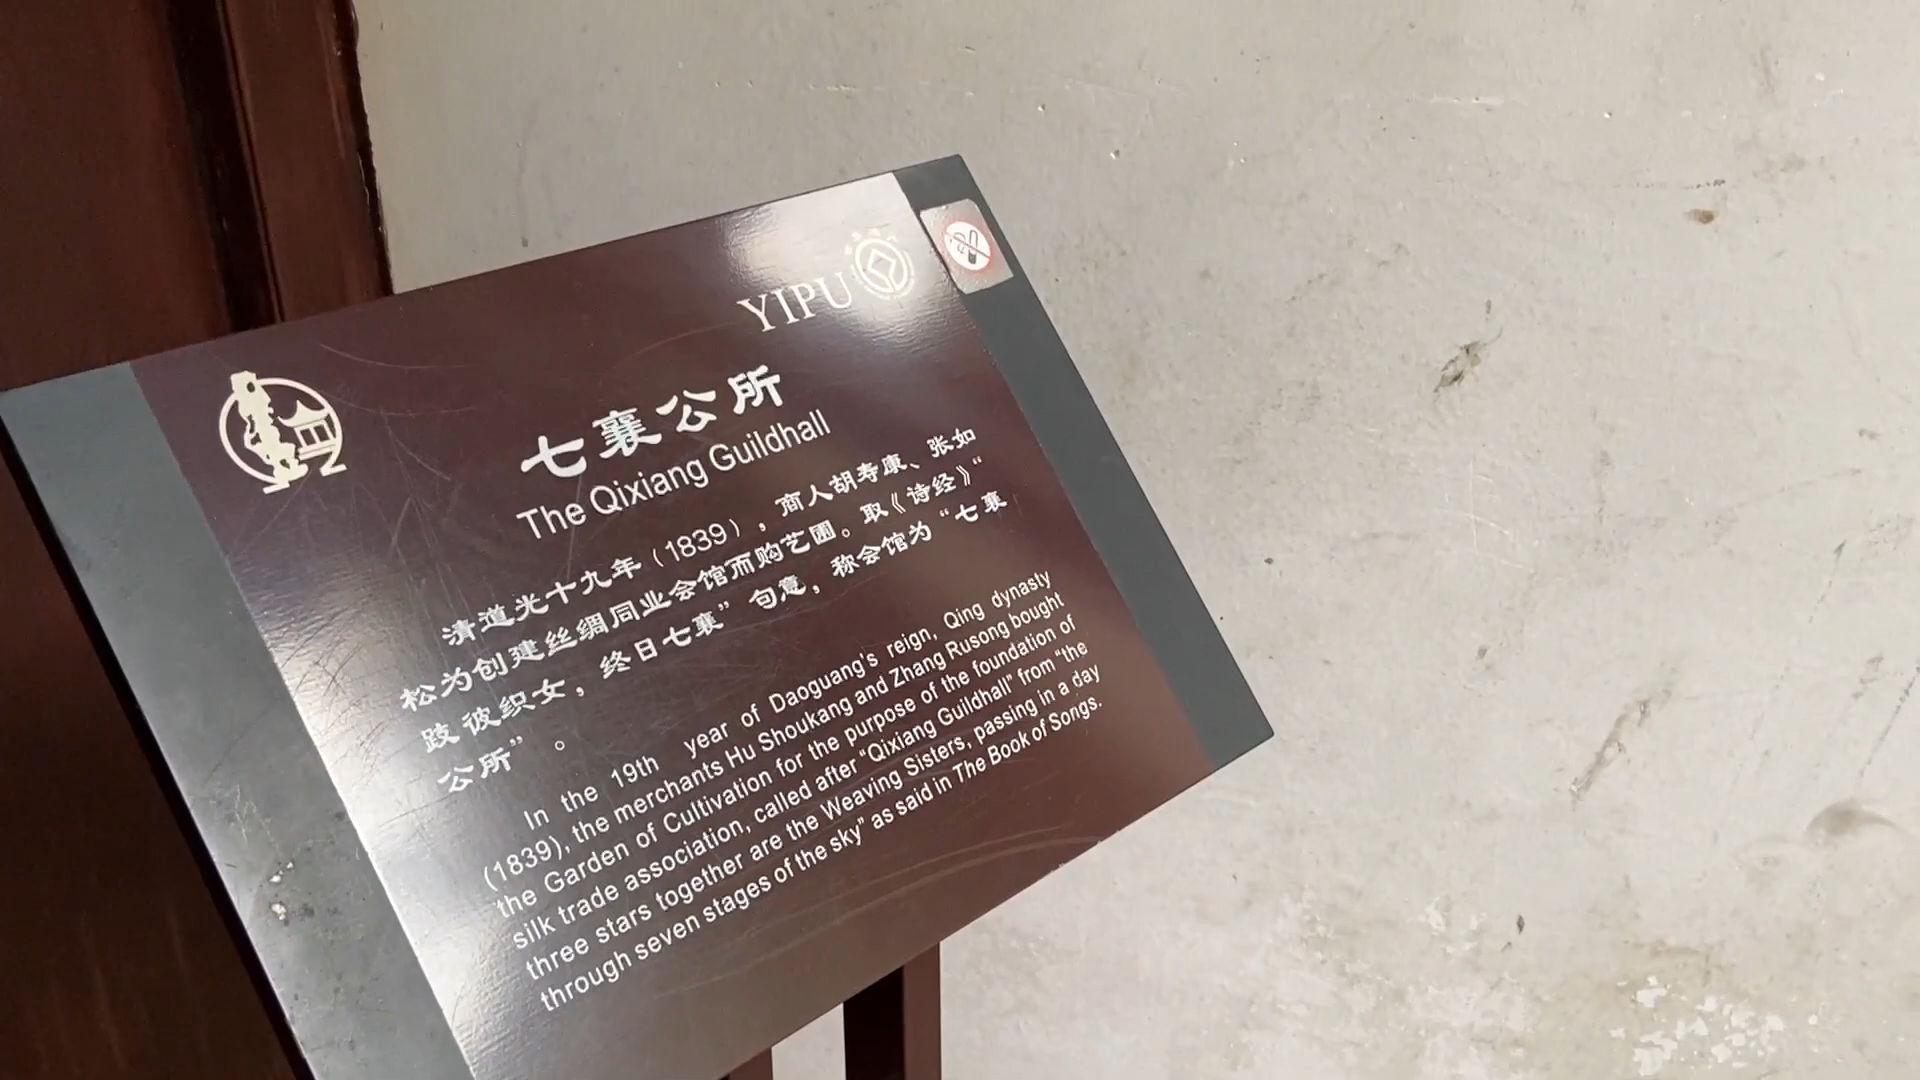 YIPU
七襄公所
The Qixiang Guildhall
清道光十九年（1839），商人胡寿康、张如
松为创建丝绸同业会馆而购艺圃。取《诗经》“
跂彼织女，终日七襄”句意，称会馆为“七襄
公所”。
In the 19th year of Daoguang's reign, Qing dynasty
(1839), the merchants Hu Shoukang and Zhang Rusong bought
the Garden of Cultivation for the purpose of the foundation of
silk trade association, called after “Qixiang Guildhall” from “the
three stars together are the Weaving Sisters, passing in a day
through seven stages of the sky” as said in The Book of Songs.